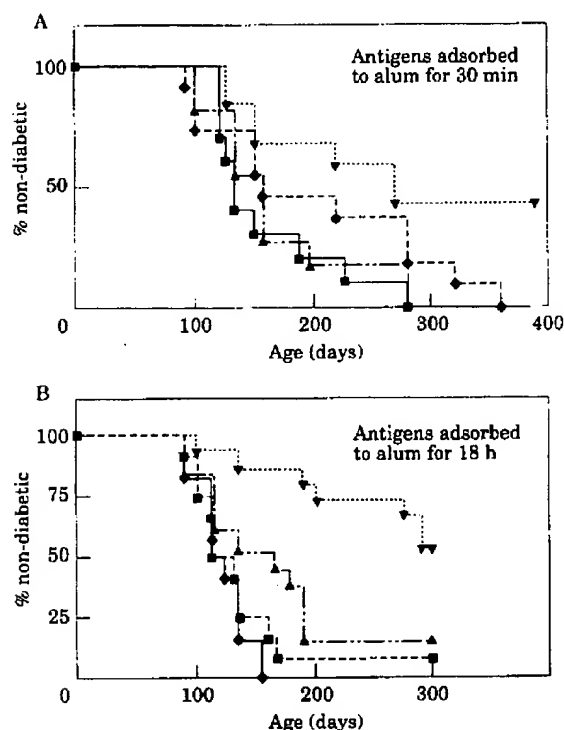 A
Antigens adsorbed
to alum for 30 min
100
50
% non-diabetic
0 100 200 300 400
Age (days)
B
Antigens adsorbed
to alum for 18 h
100
75
50
25
% non-diabetic
0 100 200 300
Age (days)